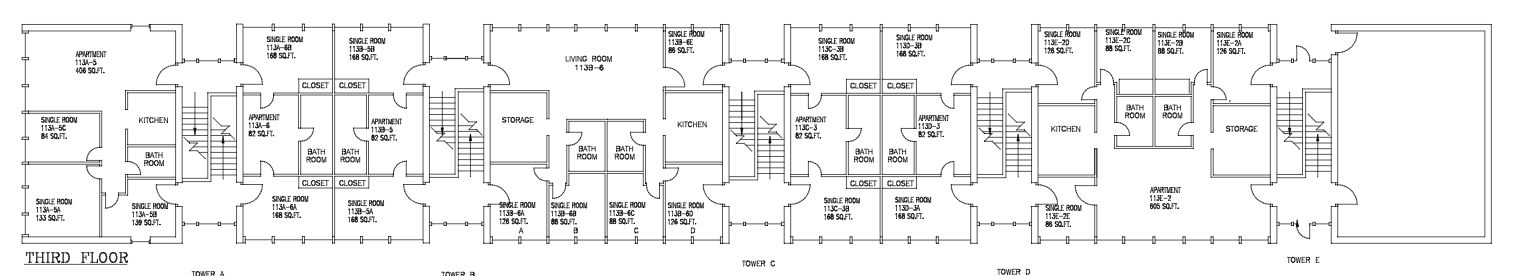 APARTMENT
113A-5
406 SQ.FT.
SINGLE ROOM
113A-5C
84 SQ.FT.
KITCHEN
BATH
ROOM
SINGLE ROOM
113A-5A
133 SQ.FT.
SINGLE ROOM
113A-5B
139 SQ.FT.
SINGLE ROOM
113A-6B
168 SQ.FT.
SINGLE ROOM
113B-5B
168 SQ.FT.
CLOSET
CLOSET
APARTMENT
113A-6
82 SQ.FT.
APARTMENT
113B-5
82 SQ.FT.
BATH
ROOM
BATH
ROOM
CLOSET
CLOSET
SINGLE ROOM
113A-6A
168 SQ.FT.
SINGLE ROOM
113B-5A
168 SQ.FT.
LIVING ROOM
113B-6
SINGLE ROOM
113B-6E
86 SQ.FT.
STORAGE
KITCHEN
BATH
ROOM
BATH
ROOM
SINGLE ROOM
113B-6A
126 SQ.FT.
A
SINGLE ROOM
113B-6B
88 SQ.FT.
B
SINGLE ROOM
113B-6C
88 SQ.FT.
C
SINGLE ROOM
113B-6D
126 SQ.FT.
D
SINGLE ROOM
113C-3B
168 SQ.FT.
SINGLE ROOM
113D-3B
168 SQ.FT.
CLOSET
CLOSET
APARTMENT
113C-3
82 SQ.FT.
APARTMENT
113D-3
82 SQ.FT.
BATH
ROOM
BATH
ROOM
CLOSET
CLOSET
SINGLE ROOM
113C-3B
168 SQ.FT.
SINGLE ROOM
113D-3A
168 SQ.FT.
SINGLE ROOM
113E-2D
126 SQ.FT.
SINGLE ROOM
113E-2C
88 SQ.FT.
SINGLE ROOM
113E-2B
88 SQ.FT.
SINGLE ROOM
113E-2A
126 SQ.FT.
KITCHEN
BATH
ROOM
BATH
ROOM
STORAGE
SINGLE ROOM
113E-2E
86 SQ.FT.
APARTMENT
113E-2
605 SQ.FT.
THIRD FLOOR
TOWER A
TOWER B
TOWER C
TOWER D
TOWER E